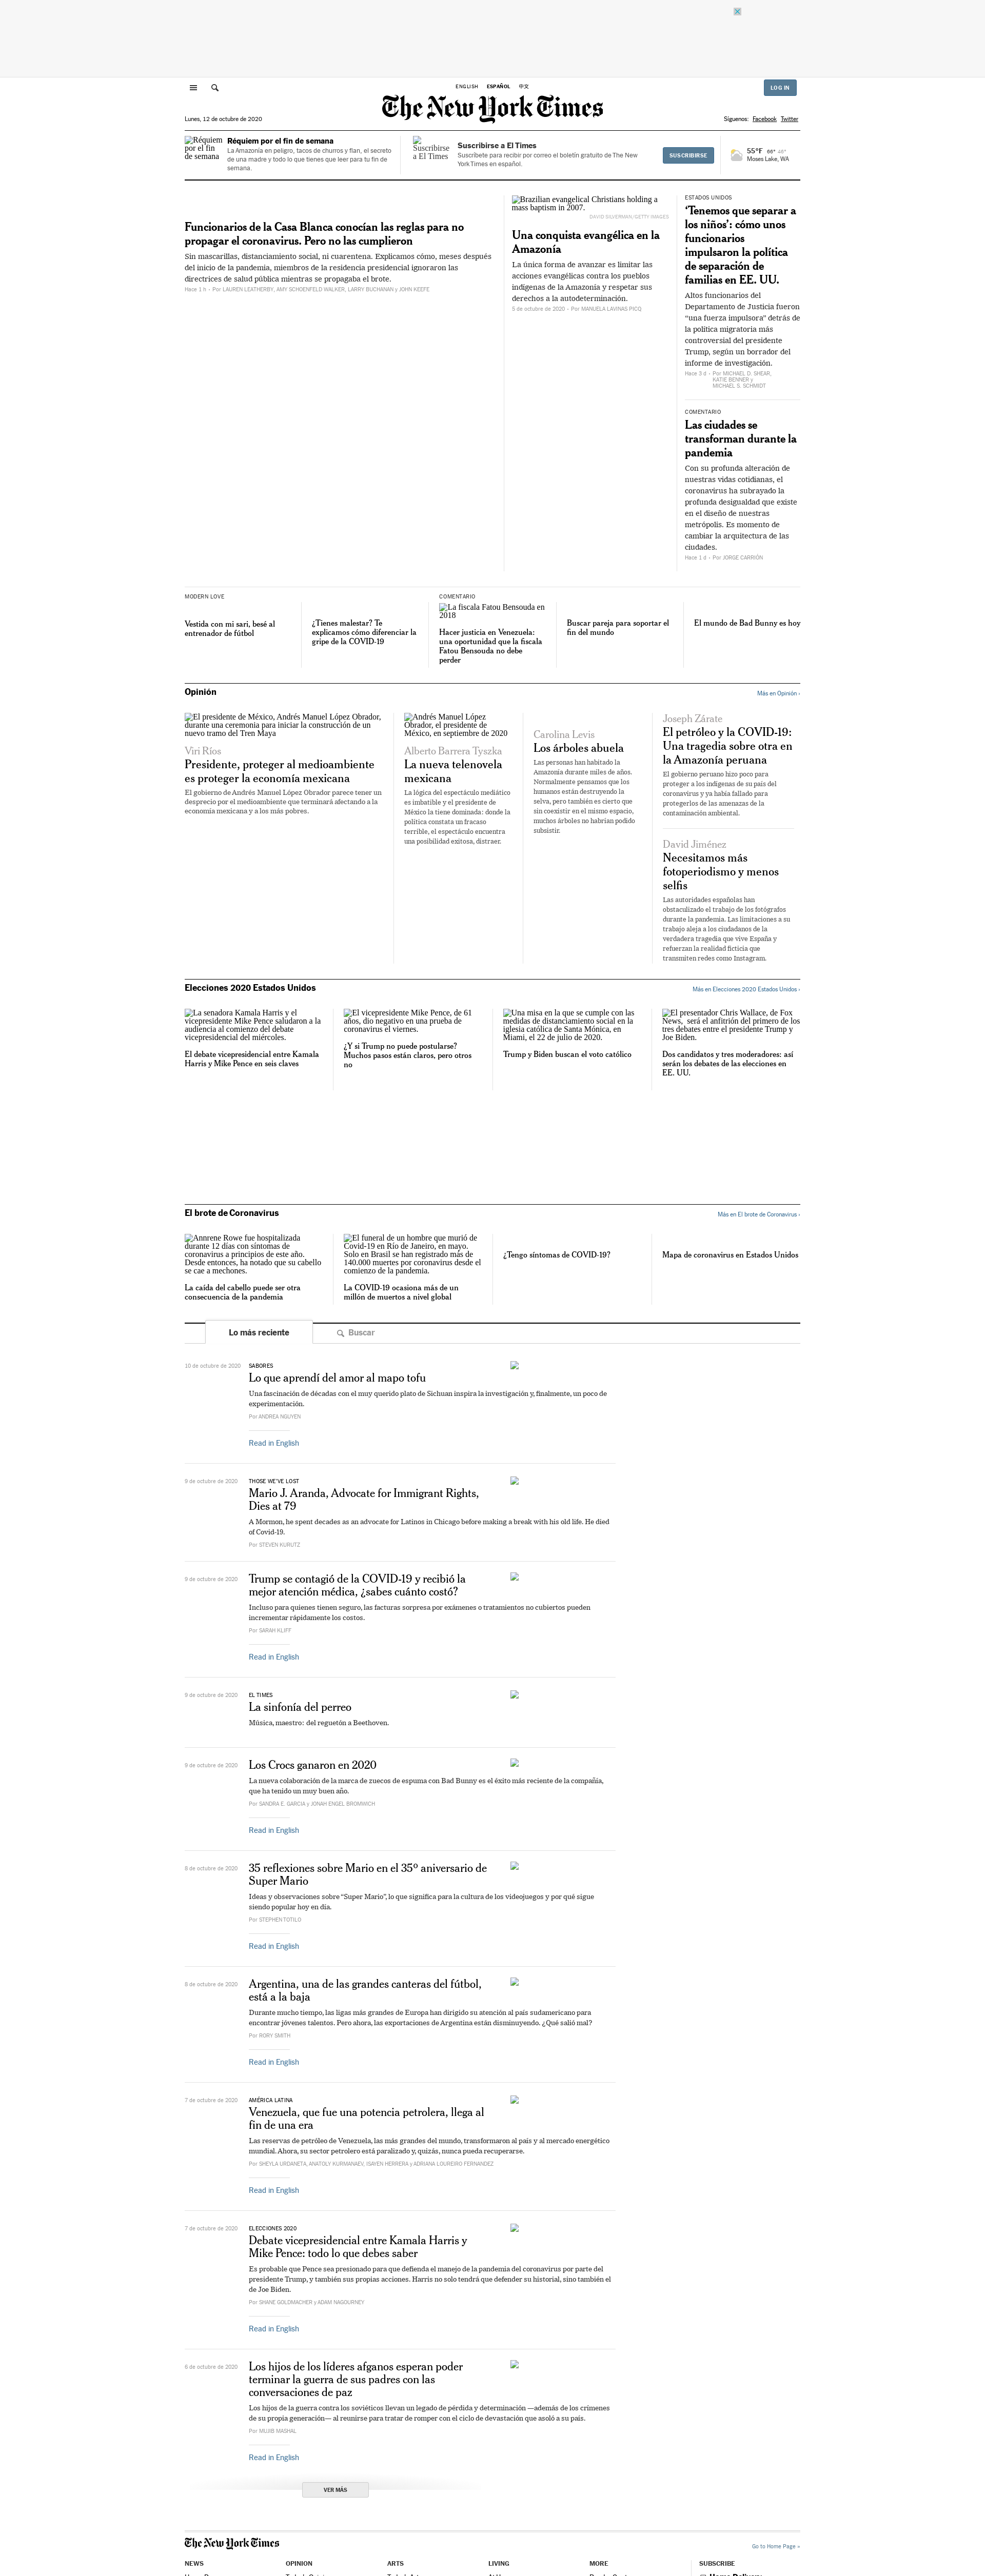 ENGLISH ESPAÑOL 中文
LOG IN
The New York Times
Lunes, 12 de octubre de 2020
Síguenos: Facebook Twitter
Réquiem por el fin de semana
Réquiem por el fin de semana
La Amazonía en peligro, tacos de churros y flan, el secreto
de una madre y todo lo que tienes que leer para tu fin de
semana.
Suscribirse a El Times
Suscribirse a El Times
Suscríbete para recibir por correo el boletín gratuito de The New
York Times en español.
SUSCRIBIRSE
55°F 66° 46°
Moses Lake, WA
Funcionarios de la Casa Blanca conocían las reglas para no
propagar el coronavirus. Pero no las cumplieron
Sin mascarillas, distanciamiento social, ni cuarentena. Explicamos cómo, meses después
del inicio de la pandemia, miembros de la residencia presidencial ignoraron las
directrices de salud pública mientras se propagaba el brote.
Hace 1 h - Por LAUREN LEATHERBY, AMY SCHOENFELD WALKER, LARRY BUCHANAN y JOHN KEEFE
Brazilian evangelical Christians holding a
mass baptism in 2007.
DAVID SILVERMAN/GETTY IMAGES
Una conquista evangélica en la
Amazonía
La única forma de avanzar es limitar las
acciones evangélicas contra los pueblos
indígenas de la Amazonia y respetar sus
derechos a la autodeterminación.
5 de octubre de 2020 - Por MANUELA LAVINAS PICQ
ESTADOS UNIDOS
‘Tenemos que separar a
los niños’: cómo unos
funcionarios
impulsaron la política
de separación de
familias en EE. UU.
Altos funcionarios del
Departamento de Justicia fueron
“una fuerza impulsora” detrás de
la política migratoria más
controversial del presidente
Trump, según un borrador del
informe de investigación.
Hace 3 d - Por MICHAEL D. SHEAR,
KATIE BENNER y
MICHAEL S. SCHMIDT
COMENTARIO
Las ciudades se
transforman durante la
pandemia
Con su profunda alteración de
nuestras vidas cotidianas, el
coronavirus ha subrayado la
profunda desigualdad que existe
en el diseño de nuestras
metrópolis. Es momento de
cambiar la arquitectura de las
ciudades.
Hace 1 d - Por JORGE CARRIÓN
MODERN LOVE
Vestida con mi sari, besé al
entrenador de fútbol
¿Tienes malestar? Te
explicamos cómo diferenciar la
gripe de la COVID-19
COMENTARIO
La fiscala Fatou Bensouda en
2018
Hacer justicia en Venezuela:
una oportunidad que la fiscala
Fatou Bensouda no debe
perder
Buscar pareja para soportar el
fin del mundo
El mundo de Bad Bunny es hoy
Opinión
Más en Opinión ›
El presidente de México, Andrés Manuel López Obrador,
durante una ceremonia para iniciar la construcción de un
nuevo tramo del Tren Maya
Viri Ríos
Presidente, proteger al medioambiente
es proteger la economía mexicana
El gobierno de Andrés Manuel López Obrador parece tener un
desprecio por el medioambiente que terminará afectando a la
economía mexicana y a los más pobres.
Andrés Manuel López
Obrador, el presidente de
México, en septiembre de 2020
Alberto Barrera Tyszka
La nueva telenovela
mexicana
La lógica del espectáculo mediático
es imbatible y el presidente de
México la tiene dominada: donde la
política constata un fracaso
terrible, el espectáculo encuentra
una posibilidad exitosa, distraer.
Carolina Levis
Los árboles abuela
Las personas han habitado la
Amazonía durante miles de años.
Normalmente pensamos que los
humanos están destruyendo la
selva, pero también es cierto que
sin coexistir en el mismo espacio,
muchos árboles no habrían podido
subsistir.
Joseph Zárate
El petróleo y la COVID-19:
Una tragedia sobre otra en
la Amazonía peruana
El gobierno peruano hizo poco para
proteger a los indígenas de su país del
coronavirus y ya había fallado para
protegerlos de las amenazas de la
contaminación ambiental.
David Jiménez
Necesitamos más
fotoperiodismo y menos
selfis
Las autoridades españolas han
obstaculizado el trabajo de los fotógrafos
durante la pandemia. Las limitaciones a su
trabajo aleja a los ciudadanos de la
verdadera tragedia que vive España y
refuerzan la realidad ficticia que
transmiten redes como Instagram.
Elecciones 2020 Estados Unidos
Más en Elecciones 2020 Estados Unidos ›
La senadora Kamala Harris y el
vicepresidente Mike Pence saludaron a la
audiencia al comienzo del debate
vicepresidencial del miércoles.
El debate vicepresidencial entre Kamala
Harris y Mike Pence en seis claves
El vicepresidente Mike Pence, de 61
años, dio negativo en una prueba de
coronavirus el viernes.
¿Y si Trump no puede postularse?
Muchos pasos están claros, pero otros
no
Una misa en la que se cumple con las
medidas de distanciamiento social en la
iglesia católica de Santa Mónica, en
Miami, el 22 de julio de 2020.
Trump y Biden buscan el voto católico
El presentador Chris Wallace, de Fox
News, será el anfitrión del primero de los
tres debates entre el presidente Trump y
Joe Biden.
Dos candidatos y tres moderadores: así
serán los debates de las elecciones en
EE. UU.
El brote de Coronavirus
Más en El brote de Coronavirus ›
Annrene Rowe fue hospitalizada
durante 12 días con síntomas de
coronavirus a principios de este año.
Desde entonces, ha notado que su cabello
se cae a mechones.
La caída del cabello puede ser otra
consecuencia de la pandemia
El funeral de un hombre que murió de
Covid-19 en Río de Janeiro, en mayo.
Solo en Brasil se han registrado más de
140.000 muertes por coronavirus desde el
comienzo de la pandemia.
La COVID-19 ocasiona más de un
millón de muertos a nivel global
¿Tengo síntomas de COVID-19?
Mapa de coronavirus en Estados Unidos
Lo más reciente
Buscar
10 de octubre de 2020
SABORES
Lo que aprendí del amor al mapo tofu
Una fascinación de décadas con el muy querido plato de Sichuan inspira la investigación y, finalmente, un poco de
experimentación.
Por ANDREA NGUYEN
Read in English
9 de octubre de 2020
THOSE WE'VE LOST
Mario J. Aranda, Advocate for Immigrant Rights,
Dies at 79
A Mormon, he spent decades as an advocate for Latinos in Chicago before making a break with his old life. He died
of Covid-19.
Por STEVEN KURUTZ
9 de octubre de 2020
Trump se contagió de la COVID-19 y recibió la
mejor atención médica, ¿sabes cuánto costó?
Incluso para quienes tienen seguro, las facturas sorpresa por exámenes o tratamientos no cubiertos pueden
incrementar rápidamente los costos.
Por SARAH KLIFF
Read in English
9 de octubre de 2020
EL TIMES
La sinfonía del perreo
Música, maestro: del reguetón a Beethoven.
9 de octubre de 2020
Los Crocs ganaron en 2020
La nueva colaboración de la marca de zuecos de espuma con Bad Bunny es el éxito más reciente de la compañía,
que ha tenido un muy buen año.
Por SANDRA E. GARCIA y JONAH ENGEL BROMWICH
Read in English
8 de octubre de 2020
35 reflexiones sobre Mario en el 35º aniversario de
Super Mario
Ideas y observaciones sobre “Super Mario”, lo que significa para la cultura de los videojuegos y por qué sigue
siendo popular hoy en día.
Por STEPHEN TOTILO
Read in English
8 de octubre de 2020
Argentina, una de las grandes canteras del fútbol,
está a la baja
Durante mucho tiempo, las ligas más grandes de Europa han dirigido su atención al país sudamericano para
encontrar jóvenes talentos. Pero ahora, las exportaciones de Argentina están disminuyendo. ¿Qué salió mal?
Por RORY SMITH
Read in English
7 de octubre de 2020
AMÉRICA LATINA
Venezuela, que fue una potencia petrolera, llega al
fin de una era
Las reservas de petróleo de Venezuela, las más grandes del mundo, transformaron al país y al mercado energético
mundial. Ahora, su sector petrolero está paralizado y, quizás, nunca pueda recuperarse.
Por SHEYLA URDANETA, ANATOLY KURMANAEV, ISAYEN HERRERA y ADRIANA LOUREIRO FERNANDEZ
Read in English
7 de octubre de 2020
ELECCIONES 2020
Debate vicepresidencial entre Kamala Harris y
Mike Pence: todo lo que debes saber
Es probable que Pence sea presionado para que defienda el manejo de la pandemia del coronavirus por parte del
presidente Trump, y también sus propias acciones. Harris no solo tendrá que defender su historial, sino también el
de Joe Biden.
Por SHANE GOLDMACHER y ADAM NAGOURNEY
Read in English
6 de octubre de 2020
Los hijos de los líderes afganos esperan poder
terminar la guerra de sus padres con las
conversaciones de paz
Los hijos de la guerra contra los soviéticos llevan un legado de pérdida y determinación —además de los crímenes
de su propia generación— al reunirse para tratar de romper con el ciclo de devastación que asoló a su país.
Por MUJIB MASHAL
Read in English
VER MÁS
The New York Times
Go to Home Page »
NEWS OPINION ARTS LIVING MORE SUBSCRIBE